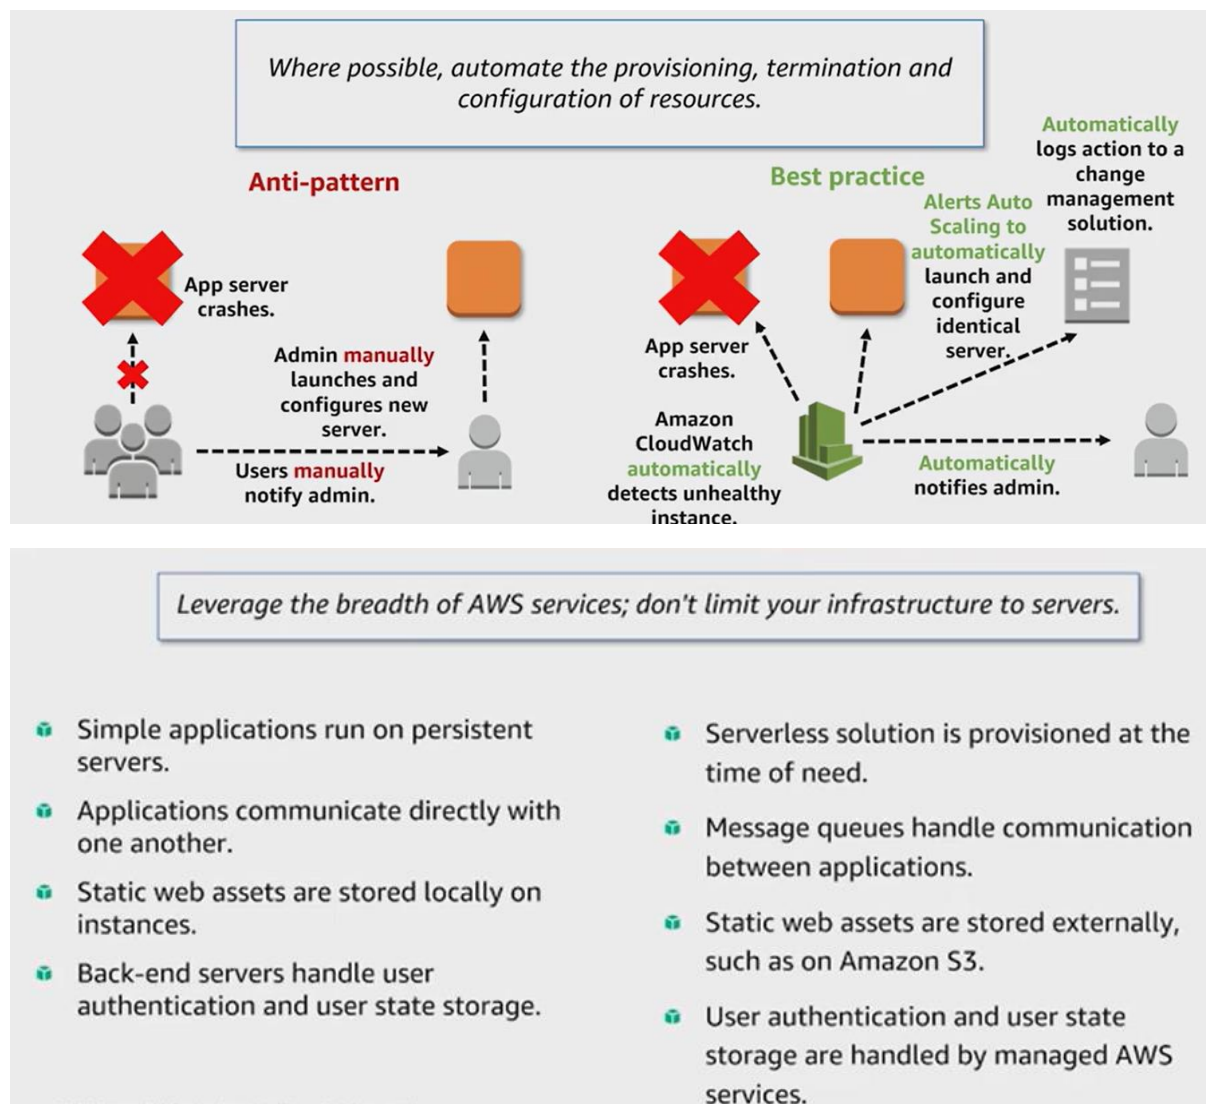 Where possible, automate the provisioning, termination and
configuration of resources.
Anti-pattern
App server
crashes.
Admin manually
launches and
configures new
server.
Users manually
notify admin.
Best practice
App server
crashes.
Amazon
CloudWatch
automatically
detects unhealthy
instance.
Alerts Auto
Scaling to
automatically
launch and
configure
identical
server.
Automatically
logs action to a
change
management
solution.
Automatically
notifies admin.
Leverage the breadth of AWS services; don't limit your infrastructure to servers.
Simple applications run on persistent
servers.
Applications communicate directly with
one another.
Static web assets are stored locally on
instances.
Back-end servers handle user
authentication and user state storage.
Serverless solution is provisioned at the
time of need.
Message queues handle communication
between applications.
Static web assets are stored externally,
such as on Amazon S3.
User authentication and user state
storage are handled by managed AWS
services.